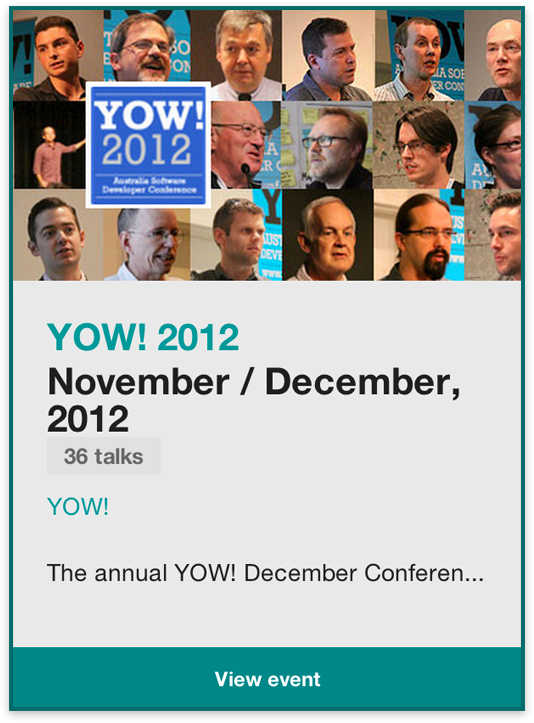 YOW!
2012
Australia Software
Developer Conference
YOW! 2012
November / December,
2012
36 talks
YOW!
The annual YOW! December Conferen...
View event